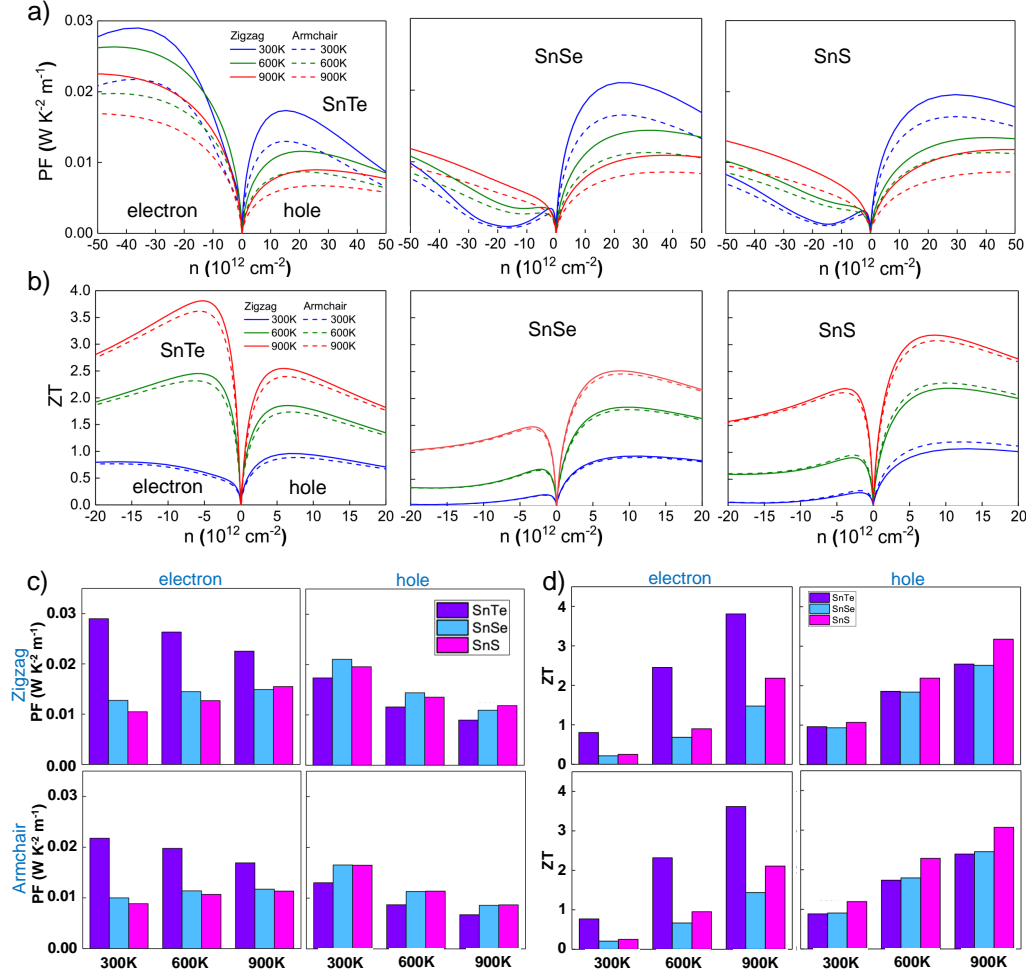 a)
0.03
0.02
0.01
0.00
PF (W K⁻² m⁻¹)
Zigzag Armchair
300K 300K
600K 600K
900K 900K
SnTe
electron hole
SnSe
SnS
-50 -40 -30 -20 -10 0 10 20 30 40 50
-50 -40 -30 -20 -10 0 10 20 30 40 50
-50 -40 -30 -20 -10 0 10 20 30 40 50
n (10¹² cm⁻²)
n (10¹² cm⁻²)
n (10¹² cm⁻²)
b)
4.0
3.5
3.0
2.5
2.0
1.5
1.0
0.5
0.0
ZT
Zigzag Armchair
300K 300K
600K 600K
900K 900K
SnTe
electron hole
SnSe
SnS
-20 -15 -10 -5 0 5 10 15 20
-20 -15 -10 -5 0 5 10 15 20
-20 -15 -10 -5 0 5 10 15 20
n (10¹² cm⁻²)
n (10¹² cm⁻²)
n (10¹² cm⁻²)
c)
electron hole
Zigzag
PF (W K⁻² m⁻¹)
0.03
0.02
0.01
0.00
SnTe
SnSe
SnS
Armchair
PF (W K⁻² m⁻¹)
0.03
0.02
0.01
0.00
300K 600K 900K 300K 600K 900K
d)
electron hole
ZT
4
3
2
1
0
SnTe
SnSe
SnS
ZT
4
3
2
1
0
300K 600K 900K 300K 600K 900K